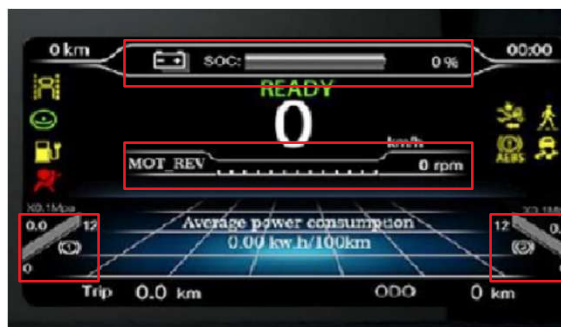 0 km
SOC:
0 %
00:00
READY
0
km/h
MOT_REV
0 rpm
AEBS
X0.1Mpa
0.0
12
0
Average power consumption
0.00 kw.h/100km
12
0
Trip 0.0 km
ODO 0 km